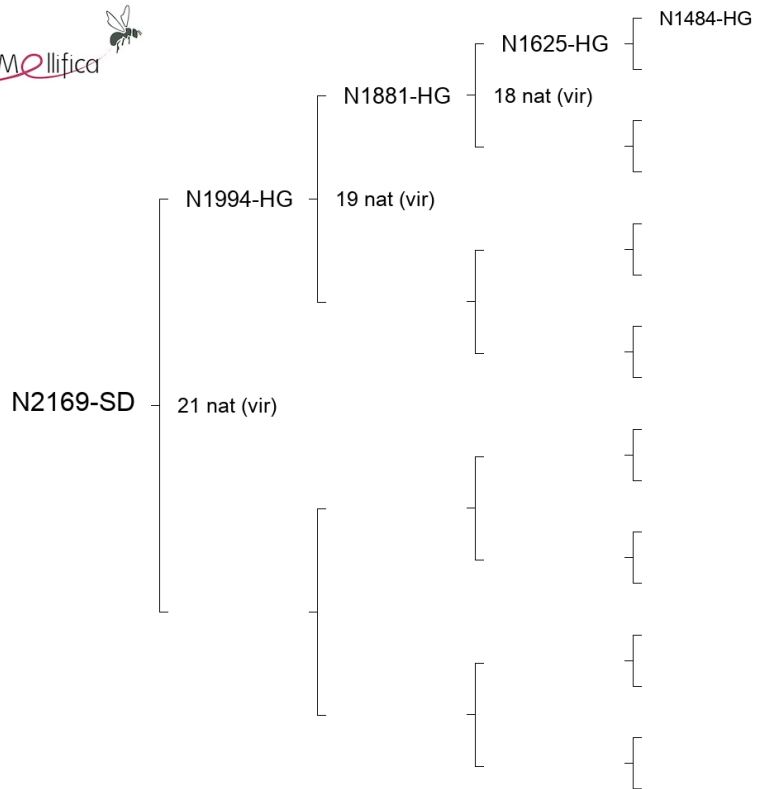 Mellifica
N1484-HG
N1625-HG
N1881-HG
18 nat (vir)
N1994-HG
19 nat (vir)
N2169-SD
21 nat (vir)